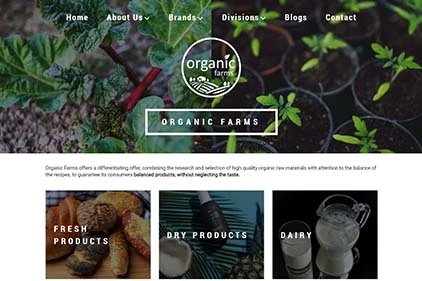 Home About Us Brands Divisions Blogs Contact
organic
farms
ORGANIC FARMS
Organic Farms offers a differentiating offer, combining the research and selection of high-quality organic raw materials with attention to the balance of
the recipes, to guarantee its consumers balanced products, without neglecting the taste.
FRESH
PRODUCTS
DRY PRODUCTS
DAIRY